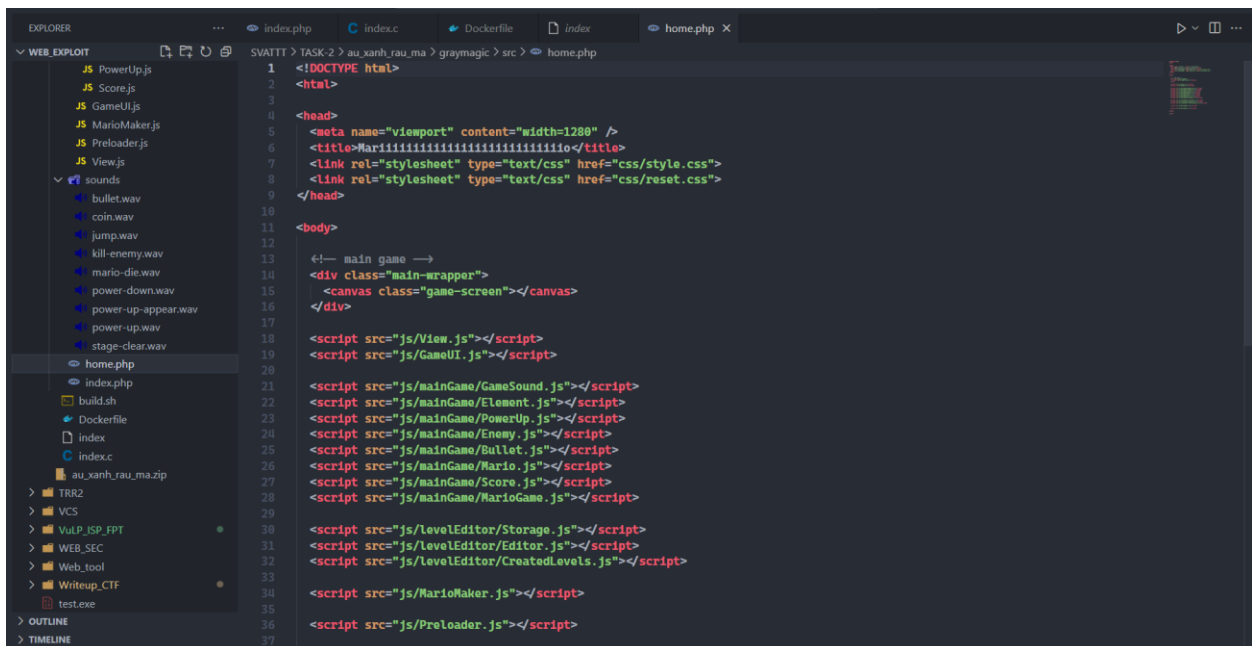 EXPLORER
index.php
index.c
Dockerfile
index
home.php
WEB_EXPLOIT
SVATTT > TASK-2 > au_xanh_rau_ma > graymagic > src > home.php
JS PowerUp.js
JS Score.js
JS GameUI.js
JS MarioMaker.js
JS Preloader.js
JS View.js
sounds
bullet.wav
coin.wav
jump.wav
kill-enemy.wav
mario-die.wav
power-down.wav
power-up-appear.wav
power-up.wav
stage-clear.wav
home.php
index.php
build.sh
Dockerfile
index
C index.c
au_xanh_rau_ma.zip
TRR2
VCS
VuLP_ISP_FPT
WEB_SEC
Web_tool
Writeup_CTF
test.exe
OUTLINE
TIMELINE
1 <!DOCTYPE html>
2 <html>
3
4 <head>
5 <meta name="viewport" content="width=1280" />
6 <title>Mariiiiiiiiiiiiiiiiiiiiiiiiiiio</title>
7 <link rel="stylesheet" type="text/css" href="css/style.css">
8 <link rel="stylesheet" type="text/css" href="css/reset.css">
9 </head>
10
11 <body>
12
13 <!-- main game -->
14 <div class="main-wrapper">
15 <canvas class="game-screen"></canvas>
16 </div>
17
18 <script src="js/View.js"></script>
19 <script src="js/GameUI.js"></script>
20
21 <script src="js/mainGame/GameSound.js"></script>
22 <script src="js/mainGame/Element.js"></script>
23 <script src="js/mainGame/PowerUp.js"></script>
24 <script src="js/mainGame/Enemy.js"></script>
25 <script src="js/mainGame/Bullet.js"></script>
26 <script src="js/mainGame/Mario.js"></script>
27 <script src="js/mainGame/Score.js"></script>
28 <script src="js/mainGame/MarioGame.js"></script>
29
30 <script src="js/levelEditor/Storage.js"></script>
31 <script src="js/levelEditor/Editor.js"></script>
32 <script src="js/levelEditor/CreatedLevels.js"></script>
33
34 <script src="js/MarioMaker.js"></script>
35
36 <script src="js/Preloader.js"></script>
37